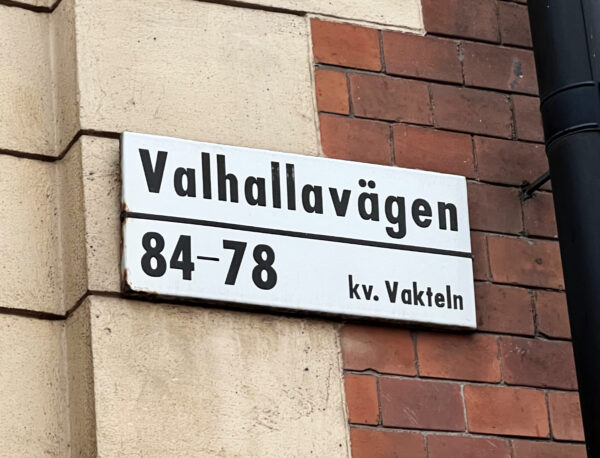 Valhallavägen
84–78 kv. Vakteln